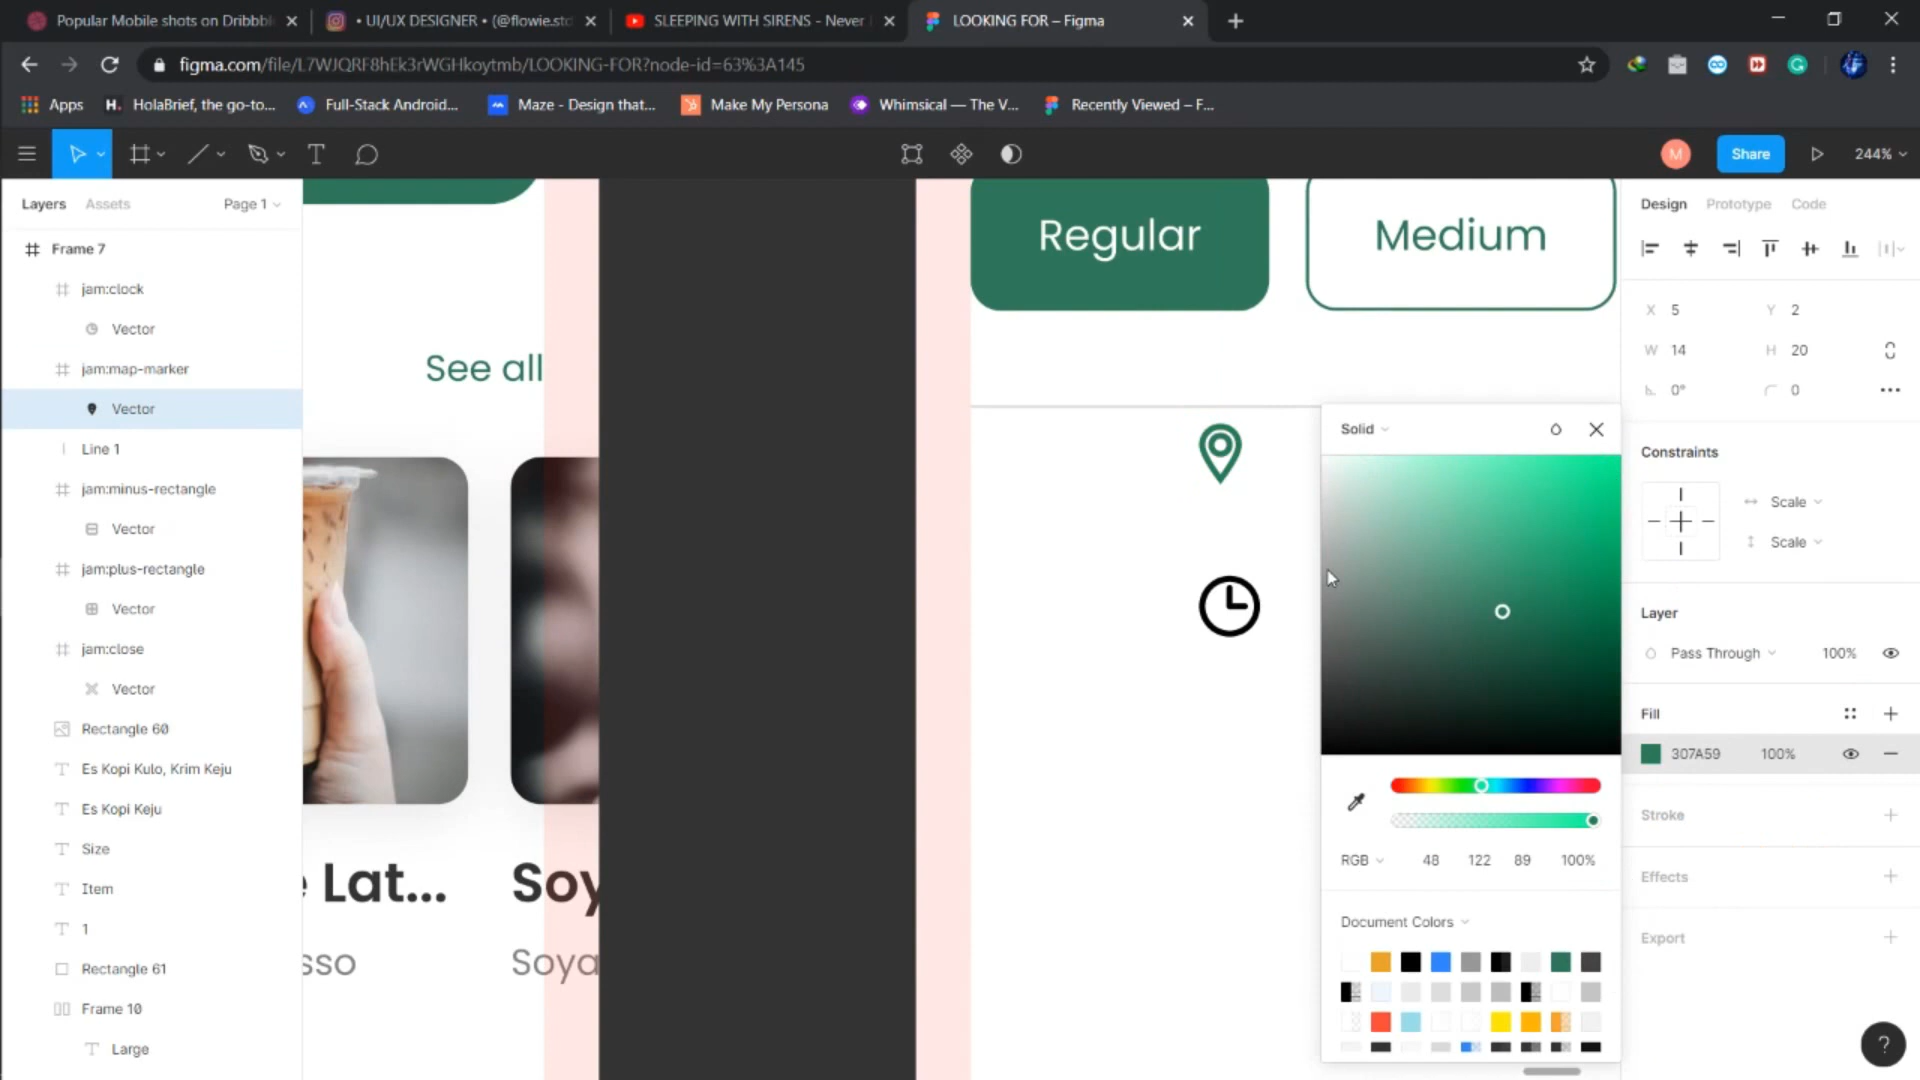 Popular Mobile shots on Dribbbl
• UI/UX DESIGNER • (@flowie.std
SLEEPING WITH SIRENS - Never
LOOKING FOR – Figma
figma.com/file/L7WJQRF8hEk3rWGHkoytmb/LOOKING-FOR?node-id=63%3A145
Apps
H. HolaBrief, the go-to...
Full-Stack Android...
Maze - Design that...
Make My Persona
Whimsical — The V...
Recently Viewed – F...
M
Share
244%
Layers
Assets
Page 1
Design
Prototype
Code
Frame 7
jam:clock
Vector
jam:map-marker
Vector
Line 1
jam:minus-rectangle
Vector
jam:plus-rectangle
Vector
jam:close
Vector
Rectangle 60
Es Kopi Kulo, Krim Keju
Es Kopi Keju
Size
Item
1
Rectangle 61
Frame 10
Large
See all
Lat...
Soy
sso
Soya
Regular
Medium
X 5
Y 2
W 14
H 20
0°
0
Constraints
Scale
Scale
Layer
Pass Through
100%
Fill
307A59
100%
Stroke
Effects
Export
Solid
RGB
48
122
89
100%
Document Colors
?